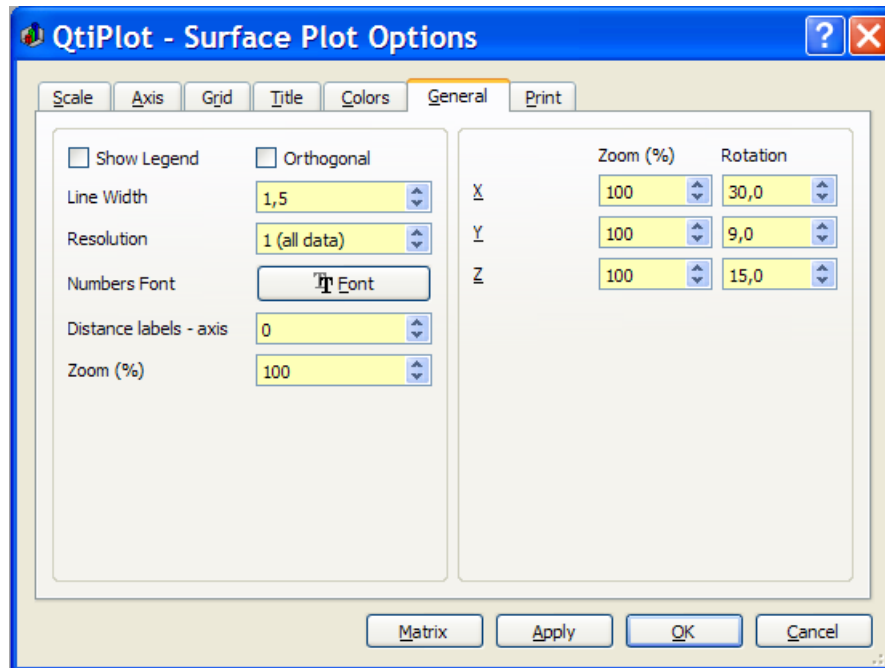 QtiPlot - Surface Plot Options
Scale Axis Grid Title Colors General Print
Show Legend Orthogonal
Line Width 1,5
Resolution 1 (all data)
Numbers Font Font
Distance labels - axis 0
Zoom (%) 100
Zoom (%) Rotation
X 100 30,0
Y 100 9,0
Z 100 15,0
Matrix Apply OK Cancel